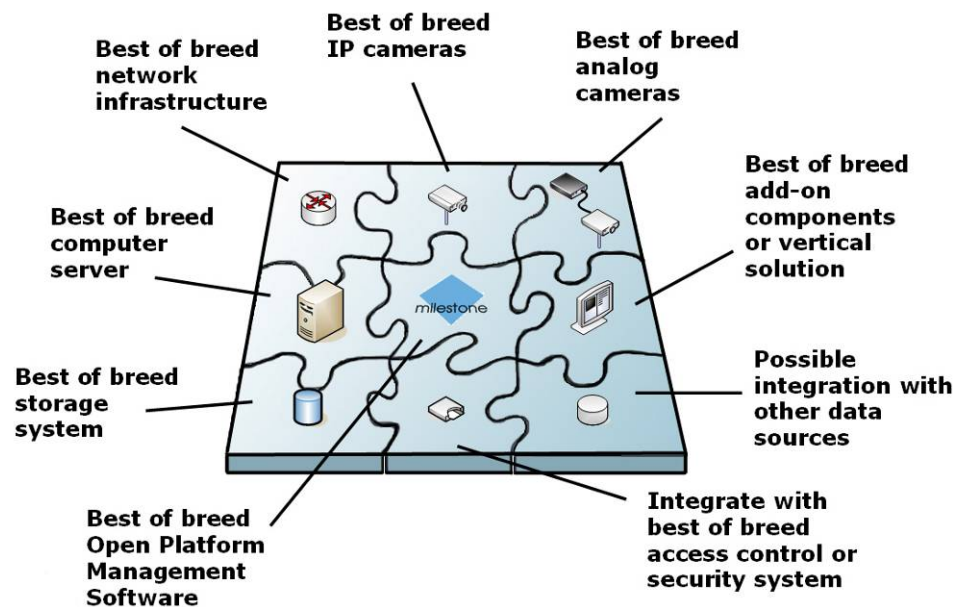 Best of breed
IP cameras
Best of breed
network
infrastructure
Best of breed
analog
cameras
Best of breed
add-on
components
or vertical
solution
Best of breed
computer
server
milestone
Best of breed
storage
system
Possible
integration with
other data
sources
Best of breed
Open Platform
Management
Software
Integrate with
best of breed
access control or
security system